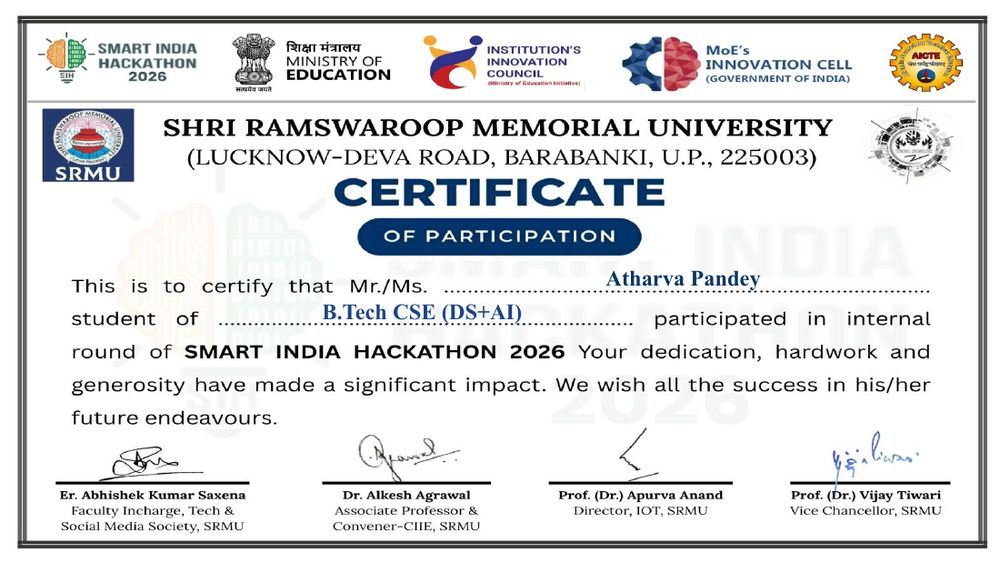 SMART INDIA
HACKATHON
2026
SIH
शिक्षा मंत्रालय
MINISTRY OF
EDUCATION
सत्यमेव जयते
INSTITUTION'S
INNOVATION
COUNCIL
(Ministry of Education Initiative)
MoE's
INNOVATION CELL
(GOVERNMENT OF INDIA)
AICTE
SRMU
SHRI RAMSWAROOP MEMORIAL UNIVERSITY
(LUCKNOW-DEVA ROAD, BARABANKI, U.P., 225003)
CERTIFICATE
OF PARTICIPATION
This is to certify that Mr./Ms. Atharva Pandey
student of B.Tech CSE (DS+AI) participated in internal
round of SMART INDIA HACKATHON 2026 Your dedication, hardwork and
generosity have made a significant impact. We wish all the success in his/her
future endeavours.
Er. Abhishek Kumar Saxena
Faculty Incharge, Tech &
Social Media Society, SRMU
Dr. Alkesh Agrawal
Associate Professor &
Convener-CIIE, SRMU
Prof. (Dr.) Apurva Anand
Director, IOT, SRMU
Prof. (Dr.) Vijay Tiwari
Vice Chancellor, SRMU